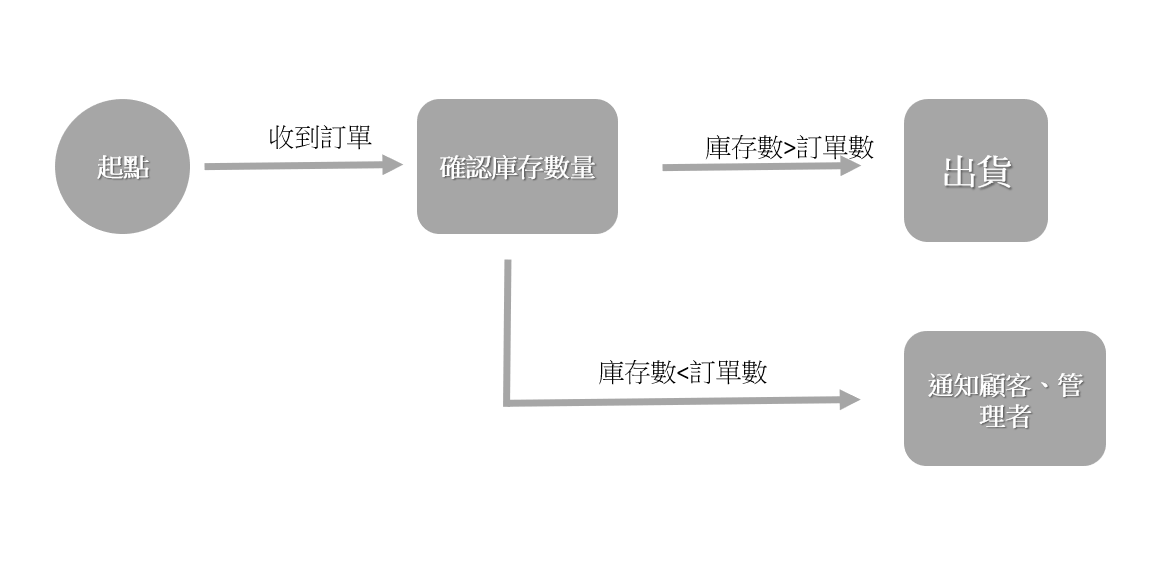 起點
收到訂單
確認庫存數量
庫存數>訂單數
出貨
庫存數<訂單數
通知顧客、管
理者